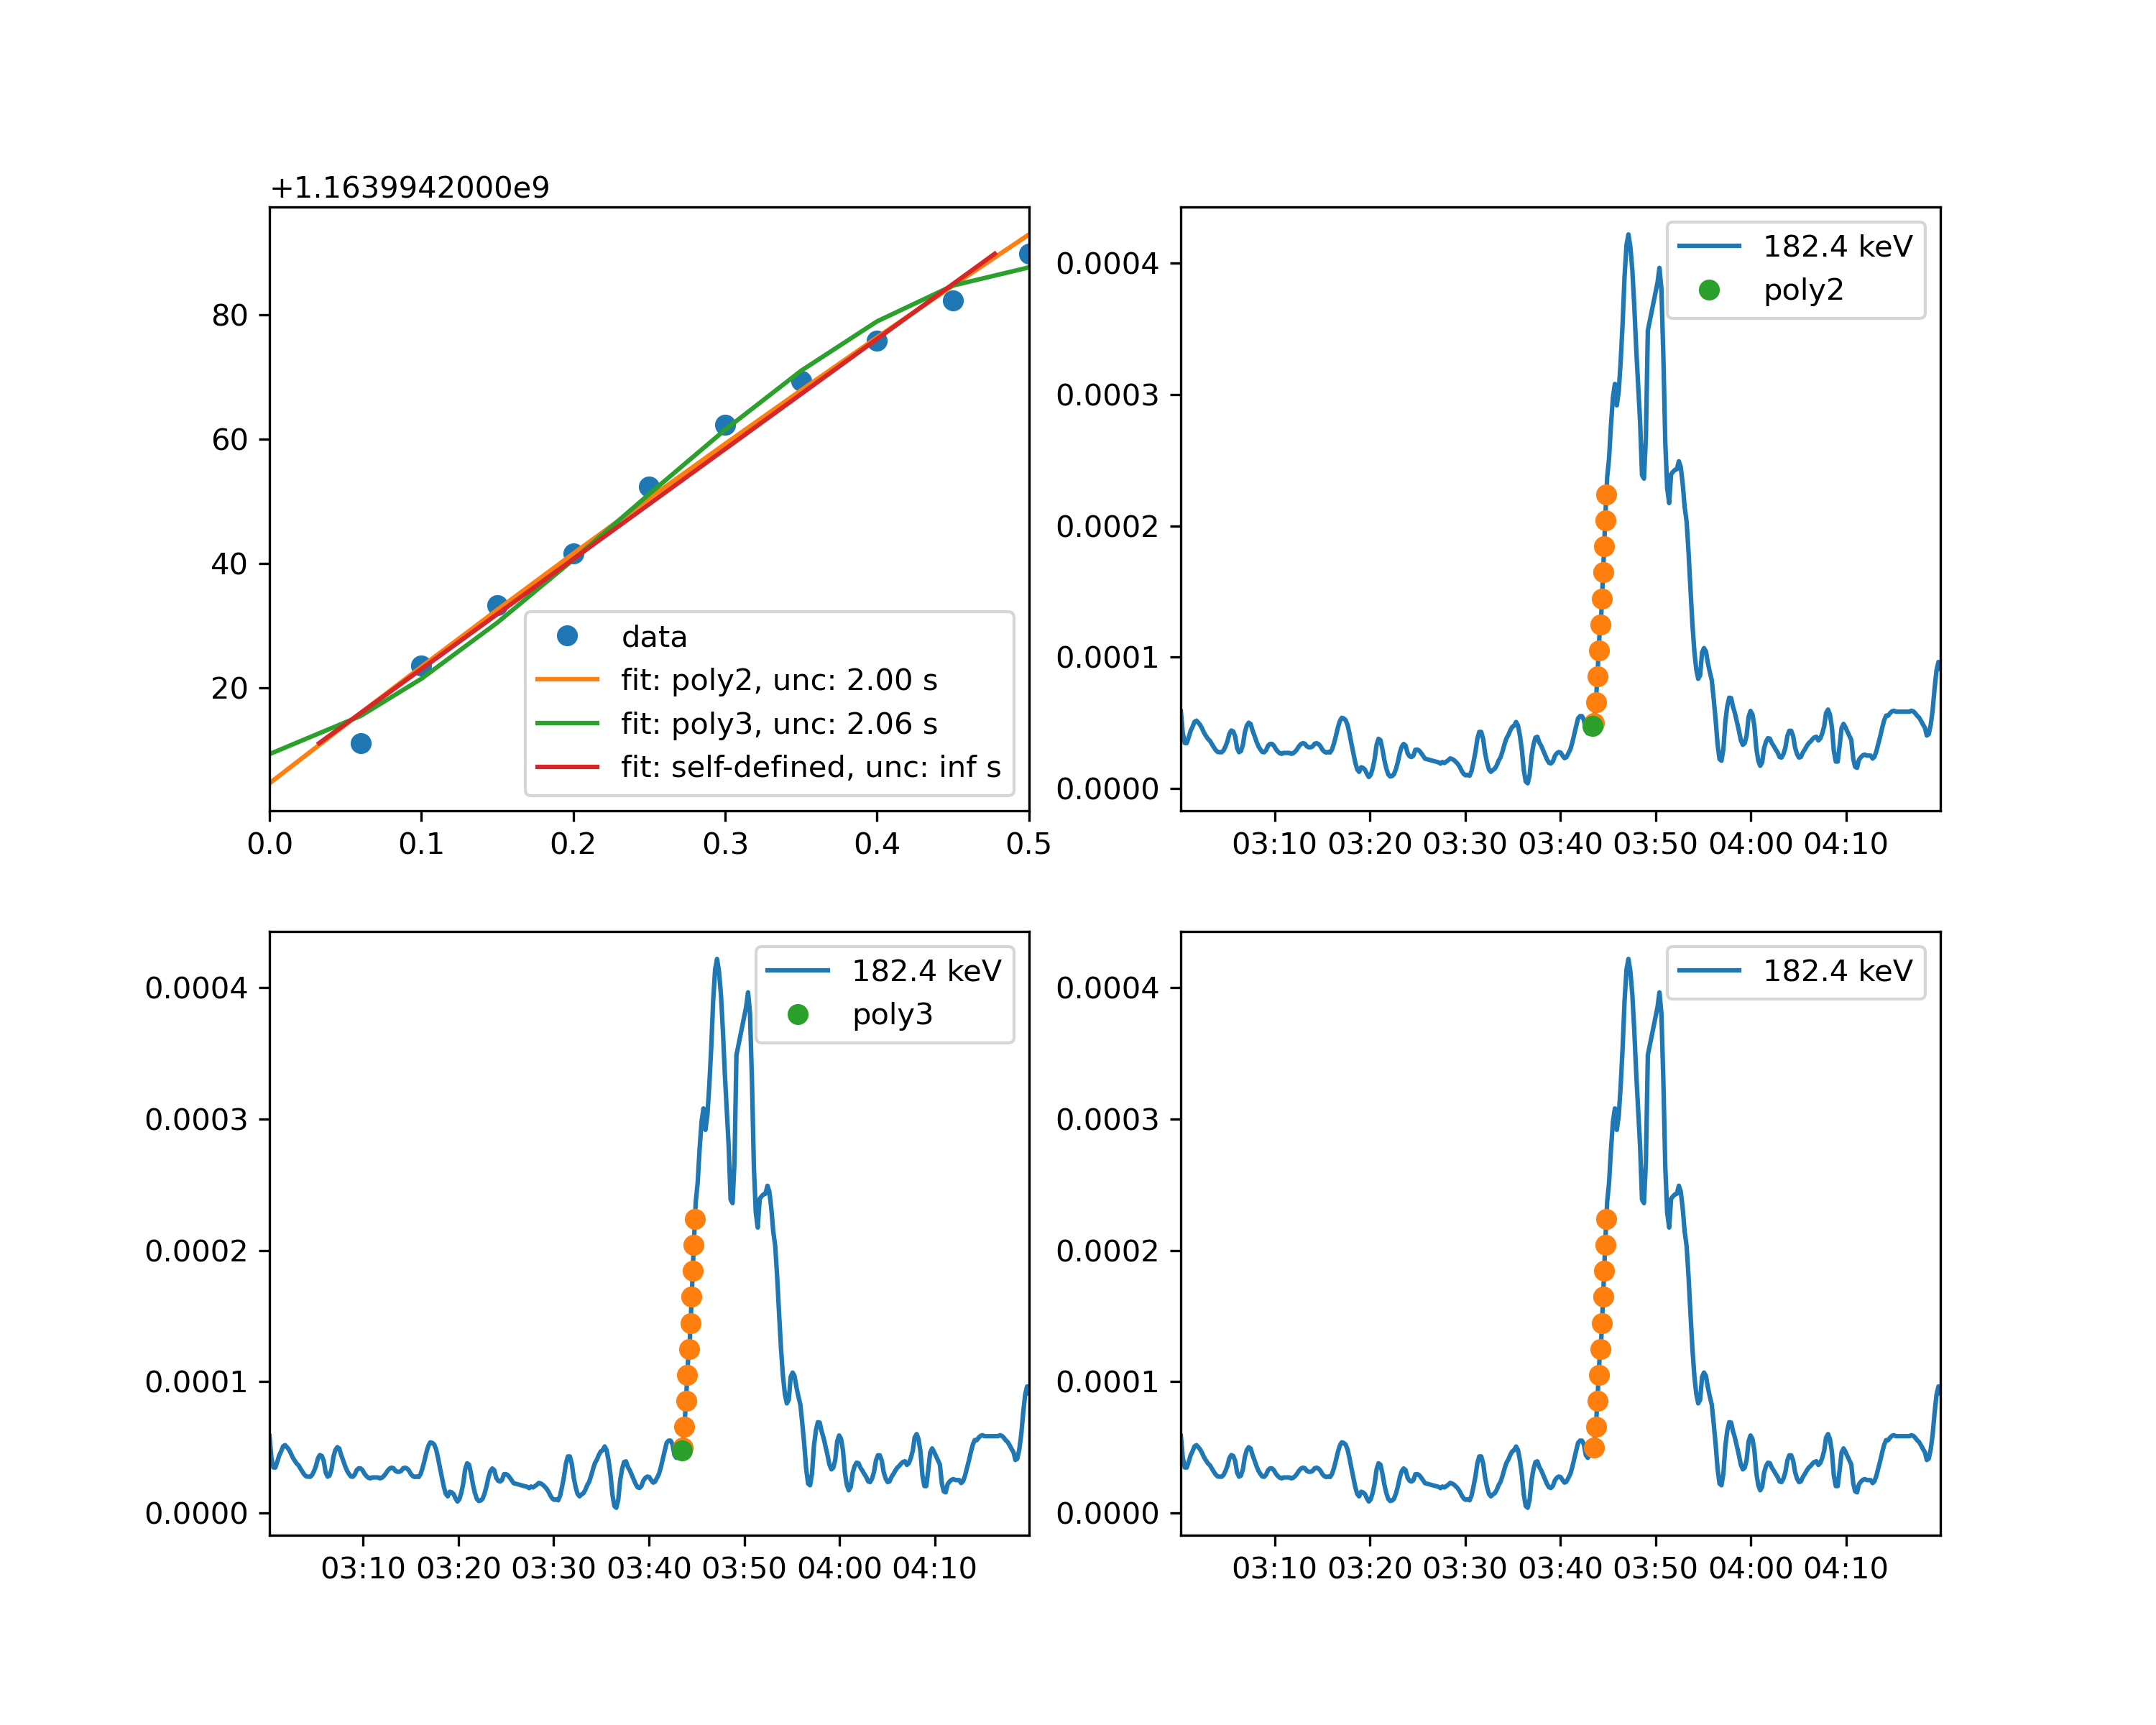 +1.1639942000e9
80
60
40
20
0.0 0.1 0.2 0.3 0.4 0.5
data
fit: poly2, unc: 2.00 s
fit: poly3, unc: 2.06 s
fit: self-defined, unc: inf s
0.0004
0.0003
0.0002
0.0001
0.0000
03:10 03:20 03:30 03:40 03:50 04:00 04:10
182.4 keV
poly2
0.0004
0.0003
0.0002
0.0001
0.0000
03:10 03:20 03:30 03:40 03:50 04:00 04:10
182.4 keV
poly3
0.0004
0.0003
0.0002
0.0001
0.0000
03:10 03:20 03:30 03:40 03:50 04:00 04:10
182.4 keV